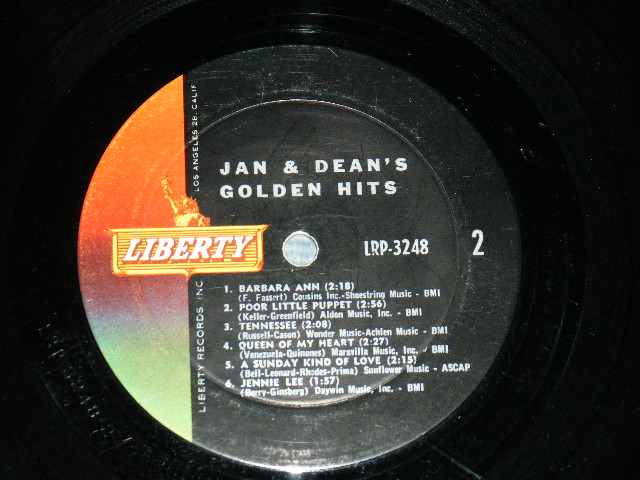 JAN & DEAN'S
GOLDEN HITS
LIBERTY
LRP-3248
2
1. BARBARA ANN (2:18)
(F. Fassert) Cousins Inc.-Shoestring Music - BMI
2. POOR LITTLE PUPPET (2:56)
(Keller-Greenfield) Aldon Music, Inc. - BMI
3. TENNESSEE (2:08)
(Russell-Cason) Wonder Music-Achlen Music - BMI
4. QUEEN OF MY HEART (2:27)
(Venezuela-Quinones) Maravilla Music, Inc. - BMI
5. A SUNDAY KIND OF LOVE (2:15)
(Bell-Leonard-Rhodes-Prima) Sunflower Music - ASCAP
6. JENNIE LEE (1:57)
(Berry-Ginsberg) Daywin Music, Inc. - BMI
LIBERTY RECORDS INC
LOS ANGELES 28, CALIF